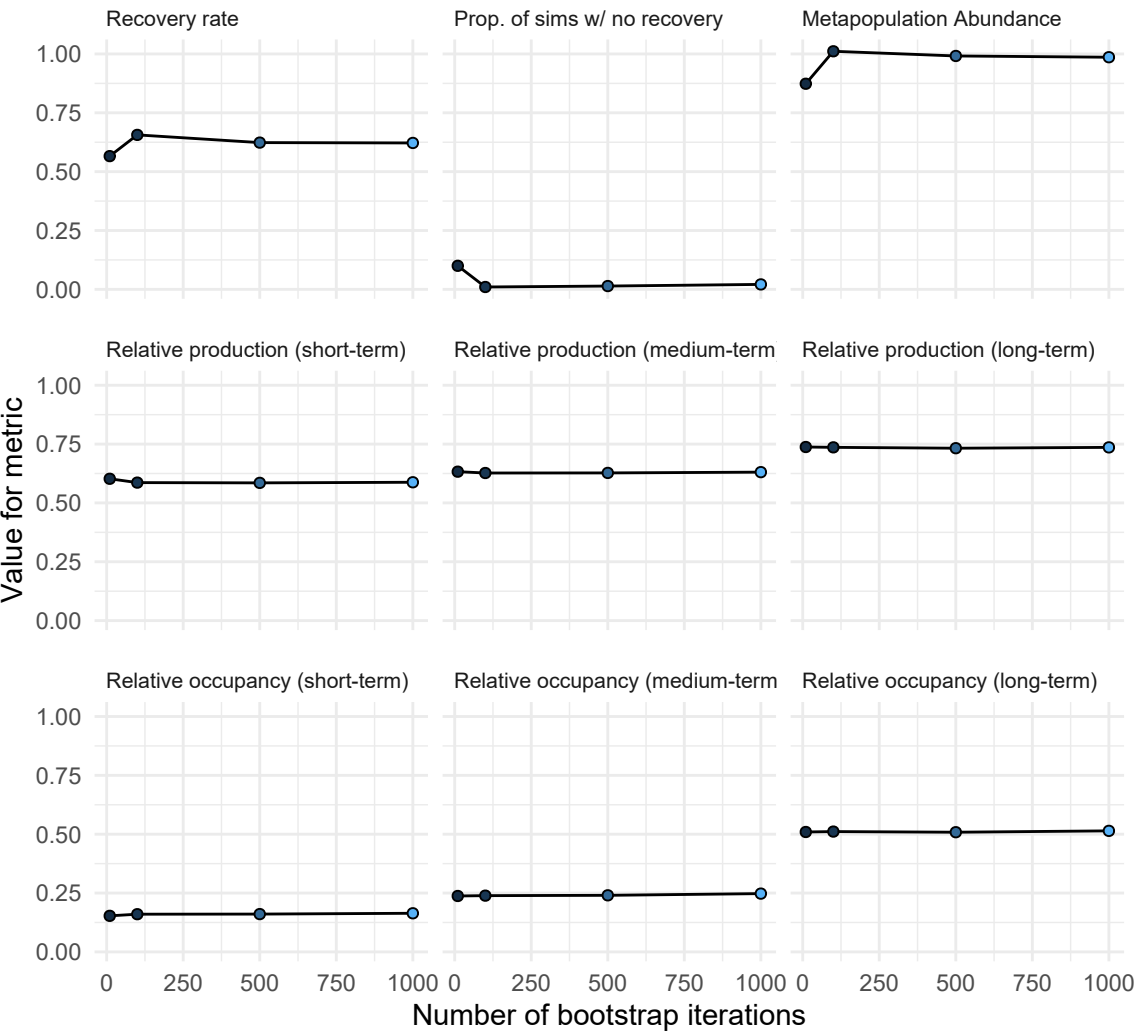 Recovery rate
Prop. of sims w/ no recovery
Metapopulation Abundance
1.00
0.75
0.50
0.25
0.00
Relative production (short-term)
Relative production (medium-term)
Relative production (long-term)
1.00
0.75
0.50
0.25
0.00
Value for metric
Relative occupancy (short-term)
Relative occupancy (medium-term
Relative occupancy (long-term)
1.00
0.75
0.50
0.25
0.00
0 250 500 750 1000
0 250 500 750 1000
0 250 500 750 1000
Number of bootstrap iterations